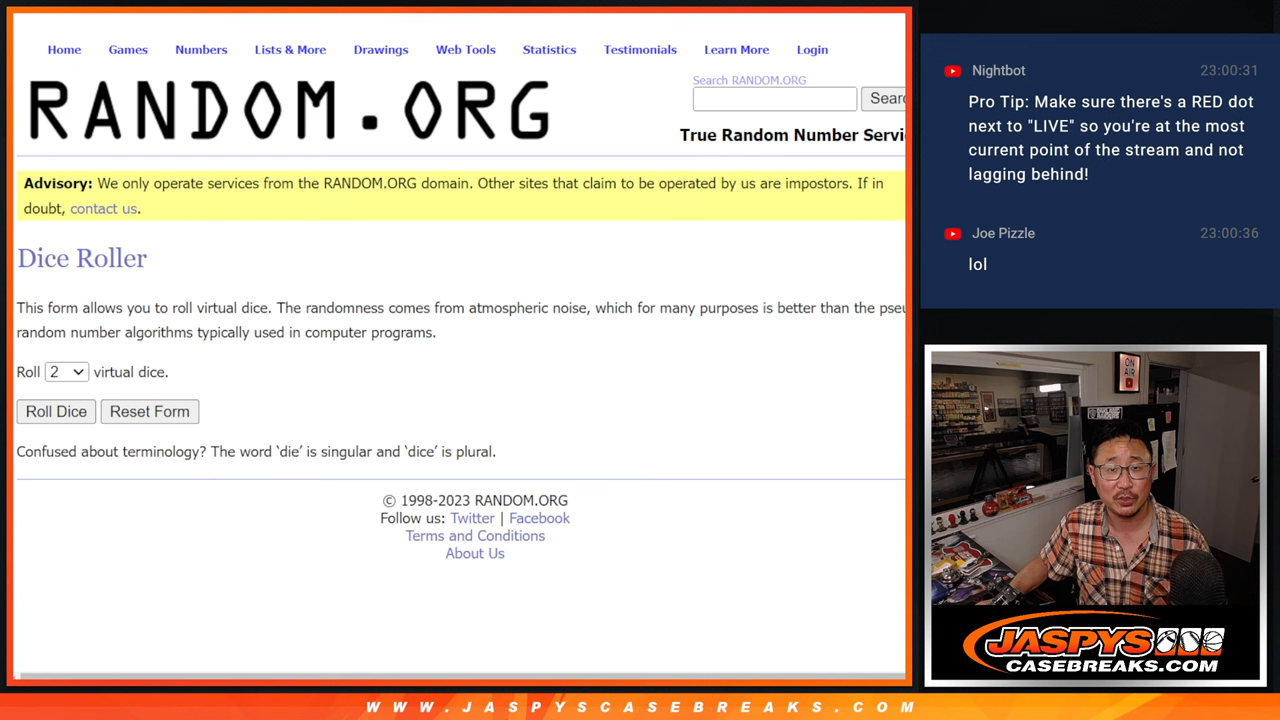 Home Games Numbers Lists & More Drawings Web Tools Statistics Testimonials Learn More Login
RANDOM.ORG
Search RANDOM.ORG
Searc
True Random Number Servi
Advisory: We only operate services from the RANDOM.ORG domain. Other sites that claim to be operated by us are impostors. If in
doubt, contact us.
Dice Roller
This form allows you to roll virtual dice. The randomness comes from atmospheric noise, which for many purposes is better than the pseu
random number algorithms typically used in computer programs.
Roll 2 virtual dice.
Roll Dice Reset Form
Confused about terminology? The word ‘die’ is singular and ‘dice’ is plural.
© 1998-2023 RANDOM.ORG
Follow us: Twitter | Facebook
Terms and Conditions
About Us
Nightbot 23:00:31
Pro Tip: Make sure there's a RED dot
next to "LIVE" so you're at the most
current point of the stream and not
lagging behind!
Joe Pizzle 23:00:36
lol
ON
AIR
JASPYS
CASEBREAKS.COM
WWW.JASPYSCASEBREAKS.COM